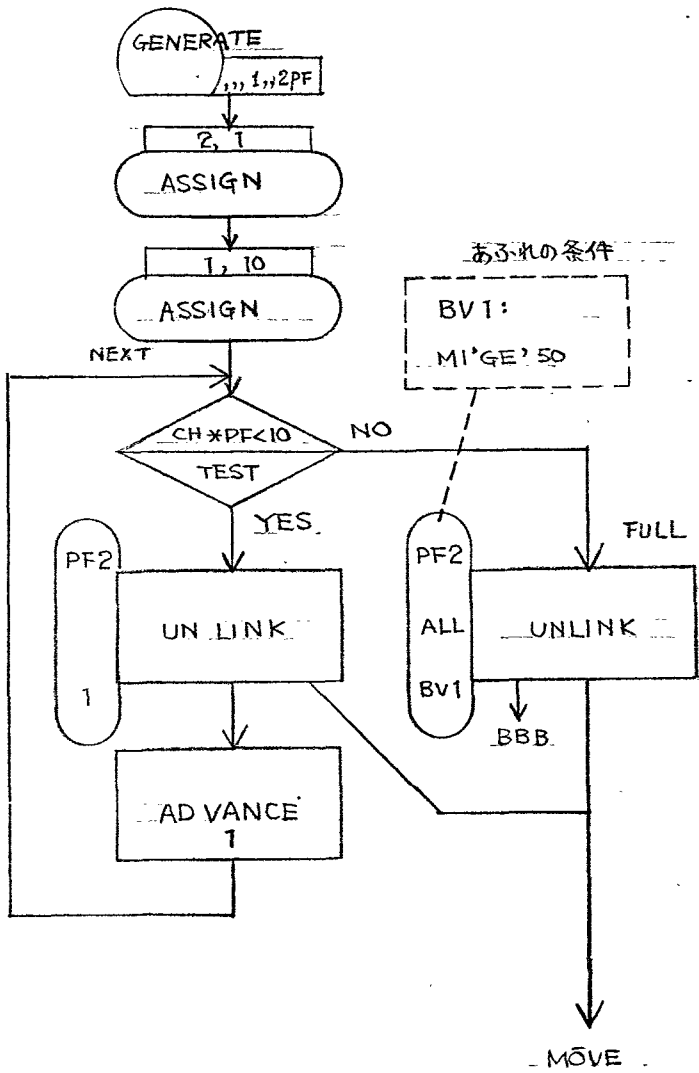 GENERATE
,,, 1,,2PF
2, 1
ASSIGN
1, 10
ASSIGN
あふれの条件
BV1:
M1'GE'50
NEXT
CH*PF<10
TEST
NO
YES
FULL
PF2
UNLINK
1
PF2
ALL
UNLINK
BV1
BBB
ADVANCE
1
MOVE